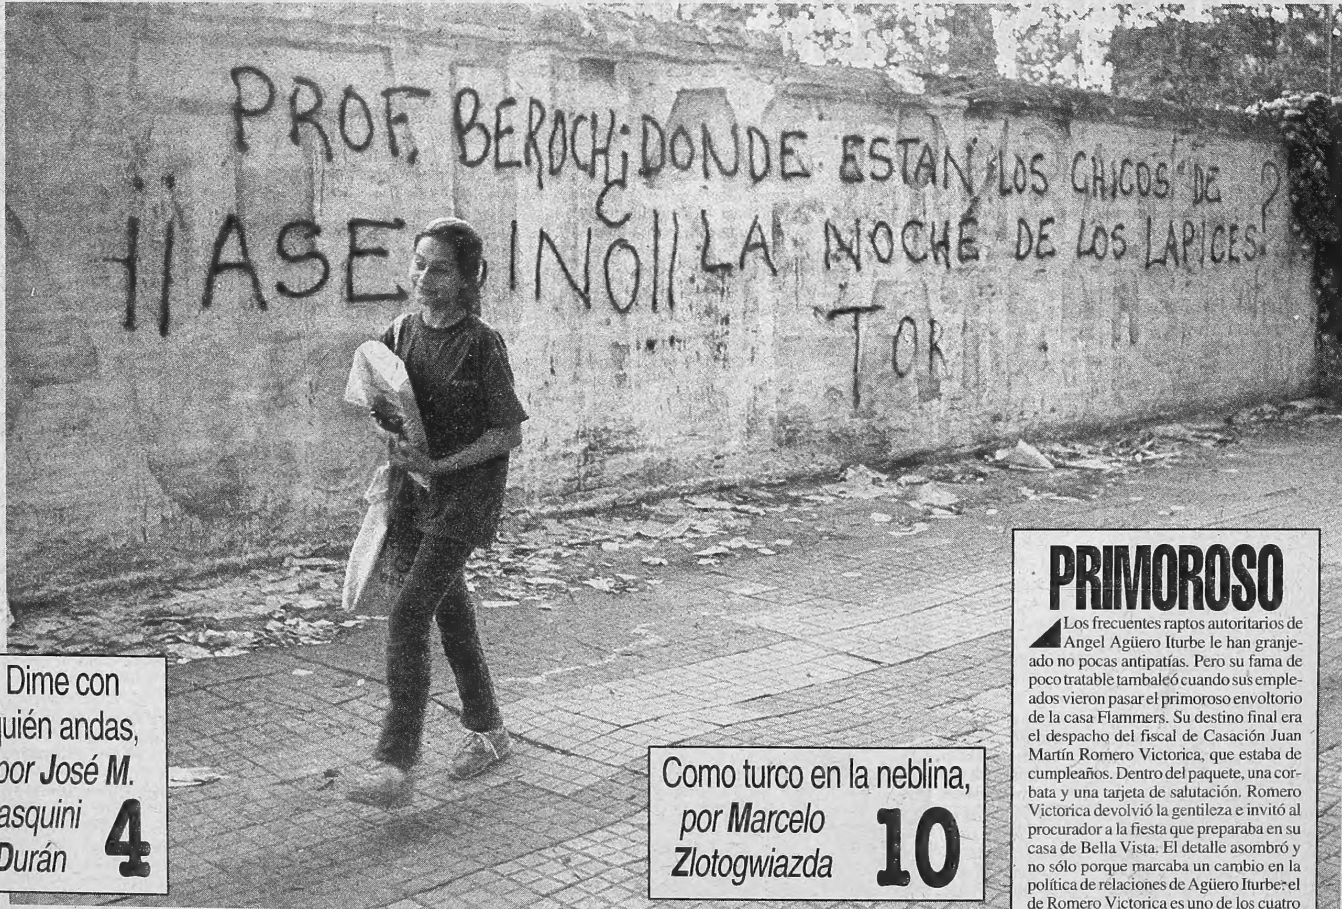 PROF. BEROCH ¿DONDE ESTAN LOS CHICOS DE
¡¡ASE INO!! LA NOCHE DE LOS LAPICES?
TOR
Dime con
uién andas,
por José M.
asquini
Durán 4
Como turco en la neblina,
por Marcelo
Zlotogwiazda 10
PRIMOROSO
Los frecuentes raptos autoritarios de
Angel Agüero Iturbe le han granje-
ado no pocas antipatías. Pero su fama de
poco tratable tambaleó cuando sus emple-
ados vieron pasar el primoroso envoltorio
de la casa Flammers. Su destino final era
el despacho del fiscal de Casación Juan
Martín Romero Victorica, que estaba de
cumpleaños. Dentro del paquete, una cor-
bata y una tarjeta de salutación. Romero
Victorica devolvió la gentileza e invitó al
procurador a la fiesta que preparaba en su
casa de Bella Vista. El detalle asombró y
no sólo porque marcaba un cambio en la
política de relaciones de Agüero Iturbe: el
de Romero Victorica es uno de los cuatro